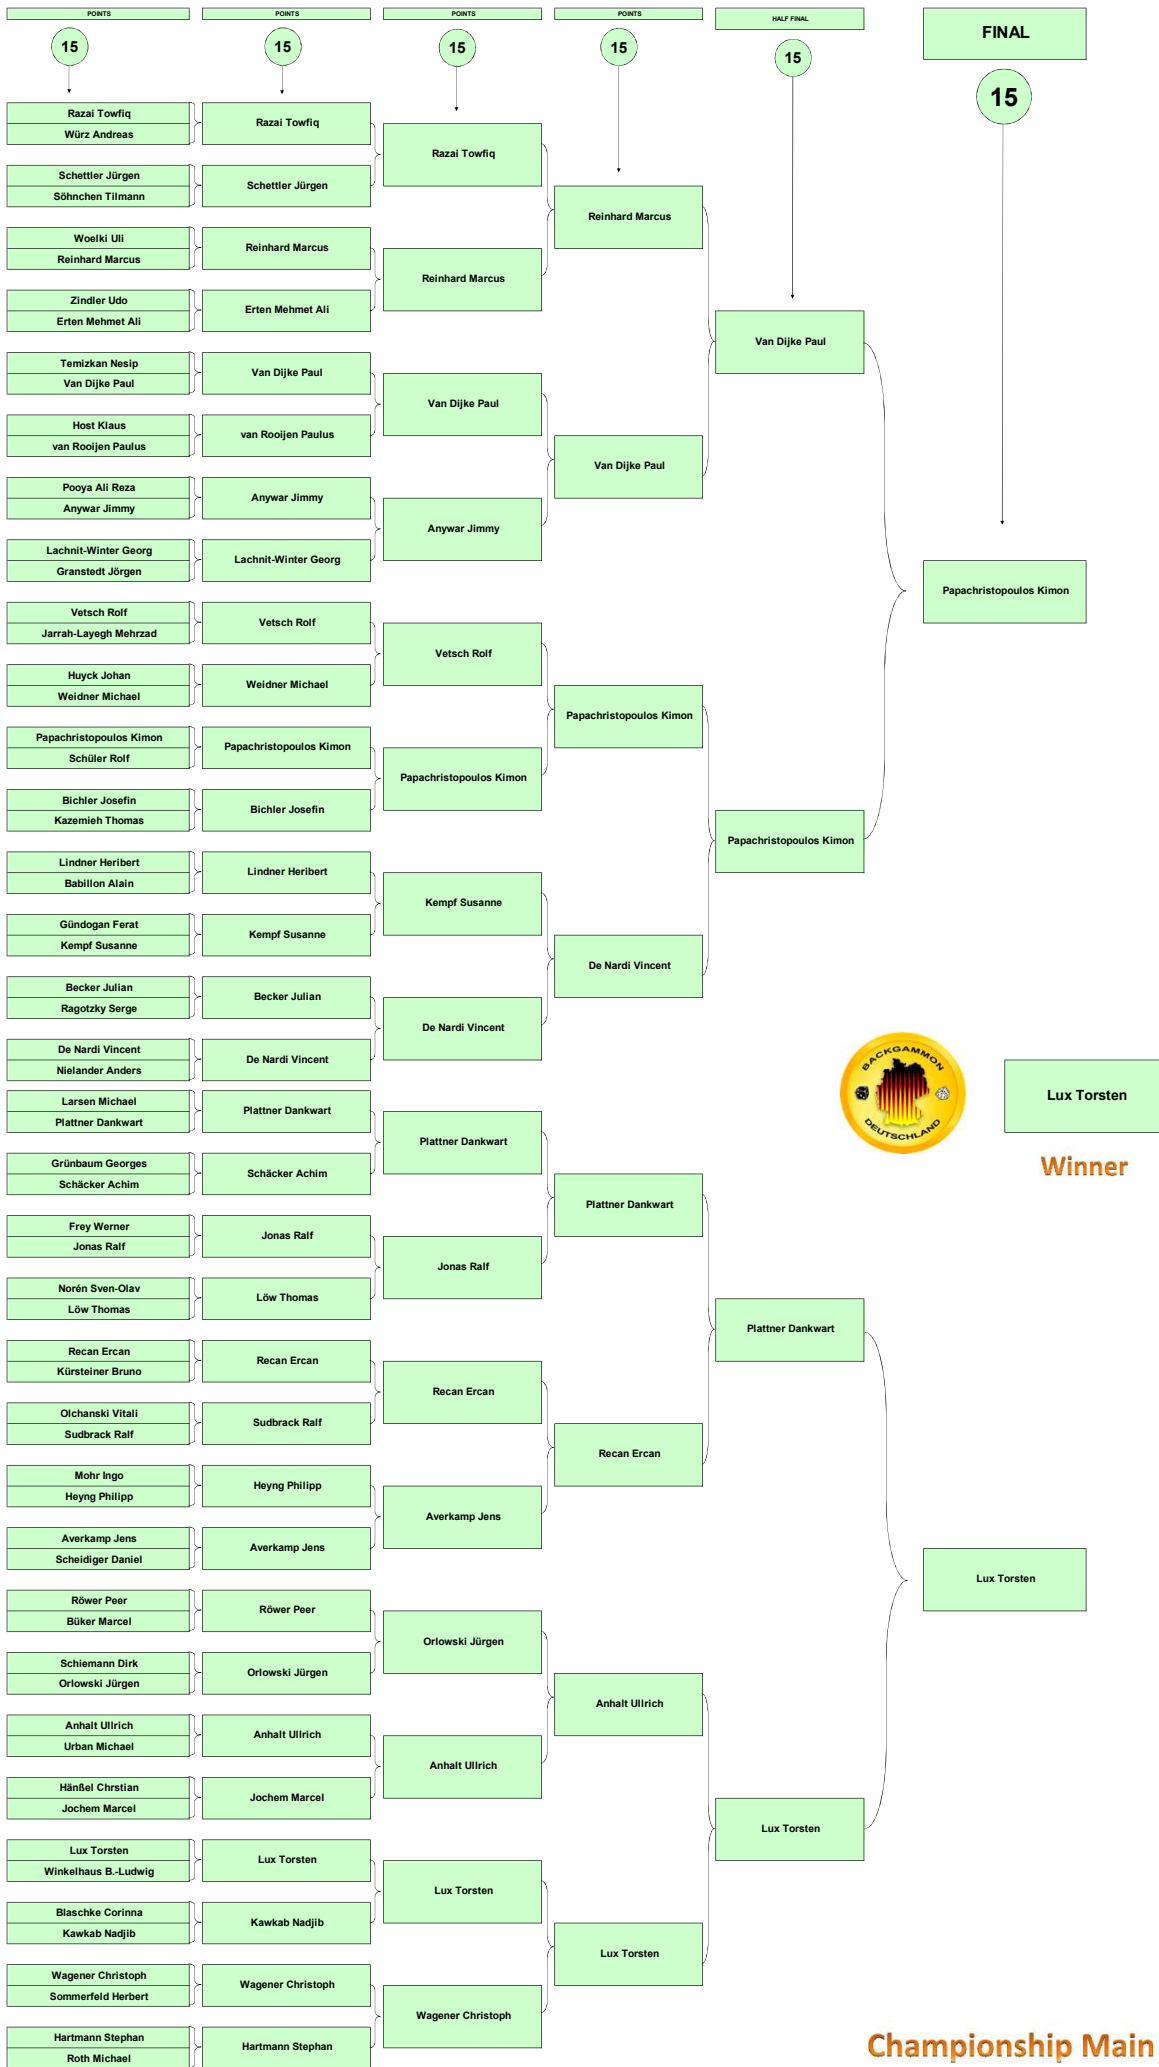 POINTS
POINTS
POINTS
POINTS
HALF FINAL
FINAL
15
15
15
15
15
15
Razai Towfiq
Würz Andreas
Schettler Jürgen
Söhnchen Tilmann
Woelki Uli
Reinhard Marcus
Zindler Udo
Erten Mehmet Ali
Temizkan Nesip
Van Dijke Paul
Host Klaus
van Rooijen Paulus
Pooya Ali Reza
Anywar Jimmy
Lachnit-Winter Georg
Granstedt Jörgen
Vetsch Rolf
Jarrah-Layegh Mehrzad
Huyck Johan
Weidner Michael
Papachristopoulos Kimon
Schüler Rolf
Bichler Josefin
Kazemieh Thomas
Lindner Heribert
Babillon Alain
Gündogan Ferat
Kempf Susanne
Becker Julian
Ragotzky Serge
De Nardi Vincent
Nielander Anders
Larsen Michael
Plattner Dankwart
Grünbaum Georges
Schäcker Achim
Frey Werner
Jonas Ralf
Norén Sven-Olav
Löw Thomas
Recan Ercan
Kürsteiner Bruno
Olchanski Vitali
Sudbrack Ralf
Mohr Ingo
Heyng Philipp
Averkamp Jens
Scheidiger Daniel
Röwer Peer
Büker Marcel
Schiemann Dirk
Orlowski Jürgen
Anhalt Ullrich
Urban Michael
Hänßel Chrstian
Jochem Marcel
Lux Torsten
Winkelhaus B.-Ludwig
Blaschke Corinna
Kawkab Nadjib
Wagener Christoph
Sommerfeld Herbert
Hartmann Stephan
Roth Michael
Razai Towfiq
Schettler Jürgen
Reinhard Marcus
Erten Mehmet Ali
Van Dijke Paul
van Rooijen Paulus
Anywar Jimmy
Lachnit-Winter Georg
Vetsch Rolf
Weidner Michael
Papachristopoulos Kimon
Bichler Josefin
Lindner Heribert
Kempf Susanne
Becker Julian
De Nardi Vincent
Plattner Dankwart
Schäcker Achim
Jonas Ralf
Löw Thomas
Recan Ercan
Sudbrack Ralf
Heyng Philipp
Averkamp Jens
Röwer Peer
Orlowski Jürgen
Anhalt Ullrich
Jochem Marcel
Lux Torsten
Kawkab Nadjib
Wagener Christoph
Hartmann Stephan
Razai Towfiq
Reinhard Marcus
Van Dijke Paul
Anywar Jimmy
Vetsch Rolf
Papachristopoulos Kimon
Kempf Susanne
De Nardi Vincent
Plattner Dankwart
Jonas Ralf
Recan Ercan
Averkamp Jens
Orlowski Jürgen
Anhalt Ullrich
Lux Torsten
Wagener Christoph
Reinhard Marcus
Van Dijke Paul
Papachristopoulos Kimon
De Nardi Vincent
Plattner Dankwart
Recan Ercan
Anhalt Ullrich
Lux Torsten
Van Dijke Paul
Papachristopoulos Kimon
Plattner Dankwart
Lux Torsten
Papachristopoulos Kimon
Lux Torsten
BACKGAMMON
DEUTSCHLAND
Lux Torsten
Winner
Championship Main